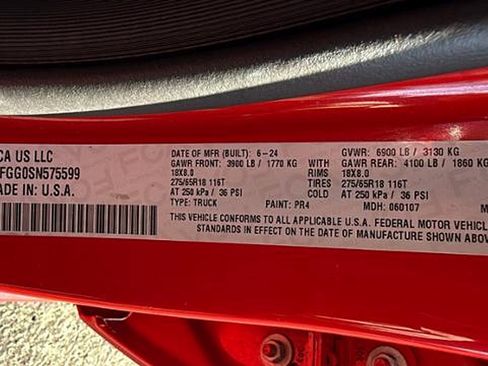 CA US LLC
FGG0SN575599
MADE IN: U.S.A.
DATE OF MFR (BUILT): 6-24
GVWR: 6900 LB / 3130 KG
GAWR FRONT: 3900 LB / 1770 KG WITH GAWR REAR: 4100 LB / 1860 KG
18X8.0 RIMS 18X8.0
275/65R18 116T TIRES 275/65R18 116T
AT 250 kPa / 36 PSI COLD AT 250 kPa / 36 PSI
TYPE: TRUCK PAINT: PR4 MDH: 060107
THIS VEHICLE CONFORMS TO ALL APPLICABLE U.S.A. FEDERAL MOTOR VEHICL
STANDARDS IN EFFECT ON THE DATE OF MANUFACTURE SHOWN ABOVE